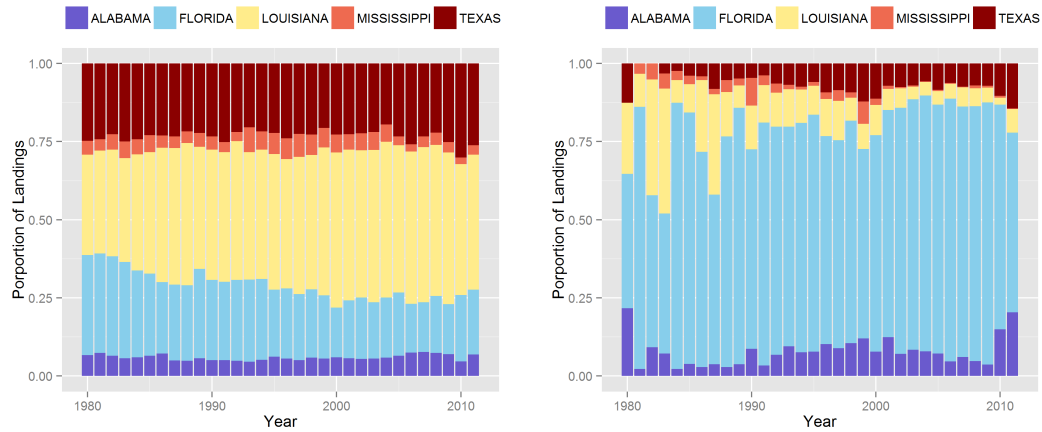 ALABAMA FLORIDA LOUISIANA MISSISSIPPI TEXAS
Porportion of Landings
1.00
0.75
0.50
0.25
0.00
1980 1990 2000 2010
Year
ALABAMA FLORIDA LOUISIANA MISSISSIPPI TEXAS
Porportion of Landings
1.00
0.75
0.50
0.25
0.00
1980 1990 2000 2010
Year